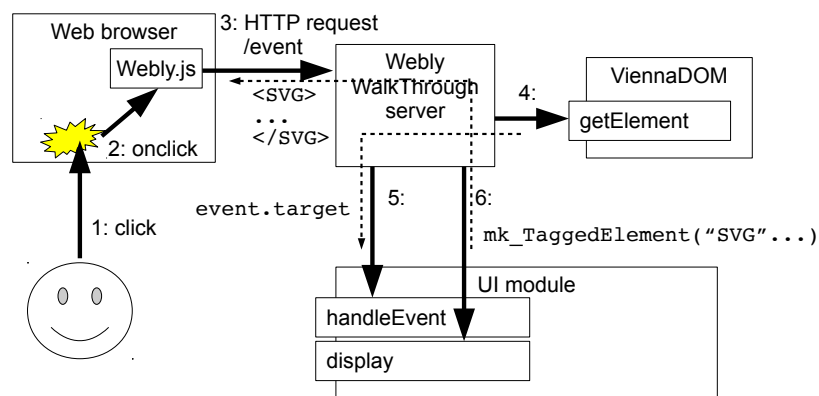 Web browser
Webly.js
3: HTTP request
/event
Webly
WalkThrough
server
ViennaDOM
getElement
4:
<SVG>
...
</SVG>
2: onclick
1: click
event.target
5:
6:
mk_TaggedElement(“SVG”...)
UI module
handleEvent
display